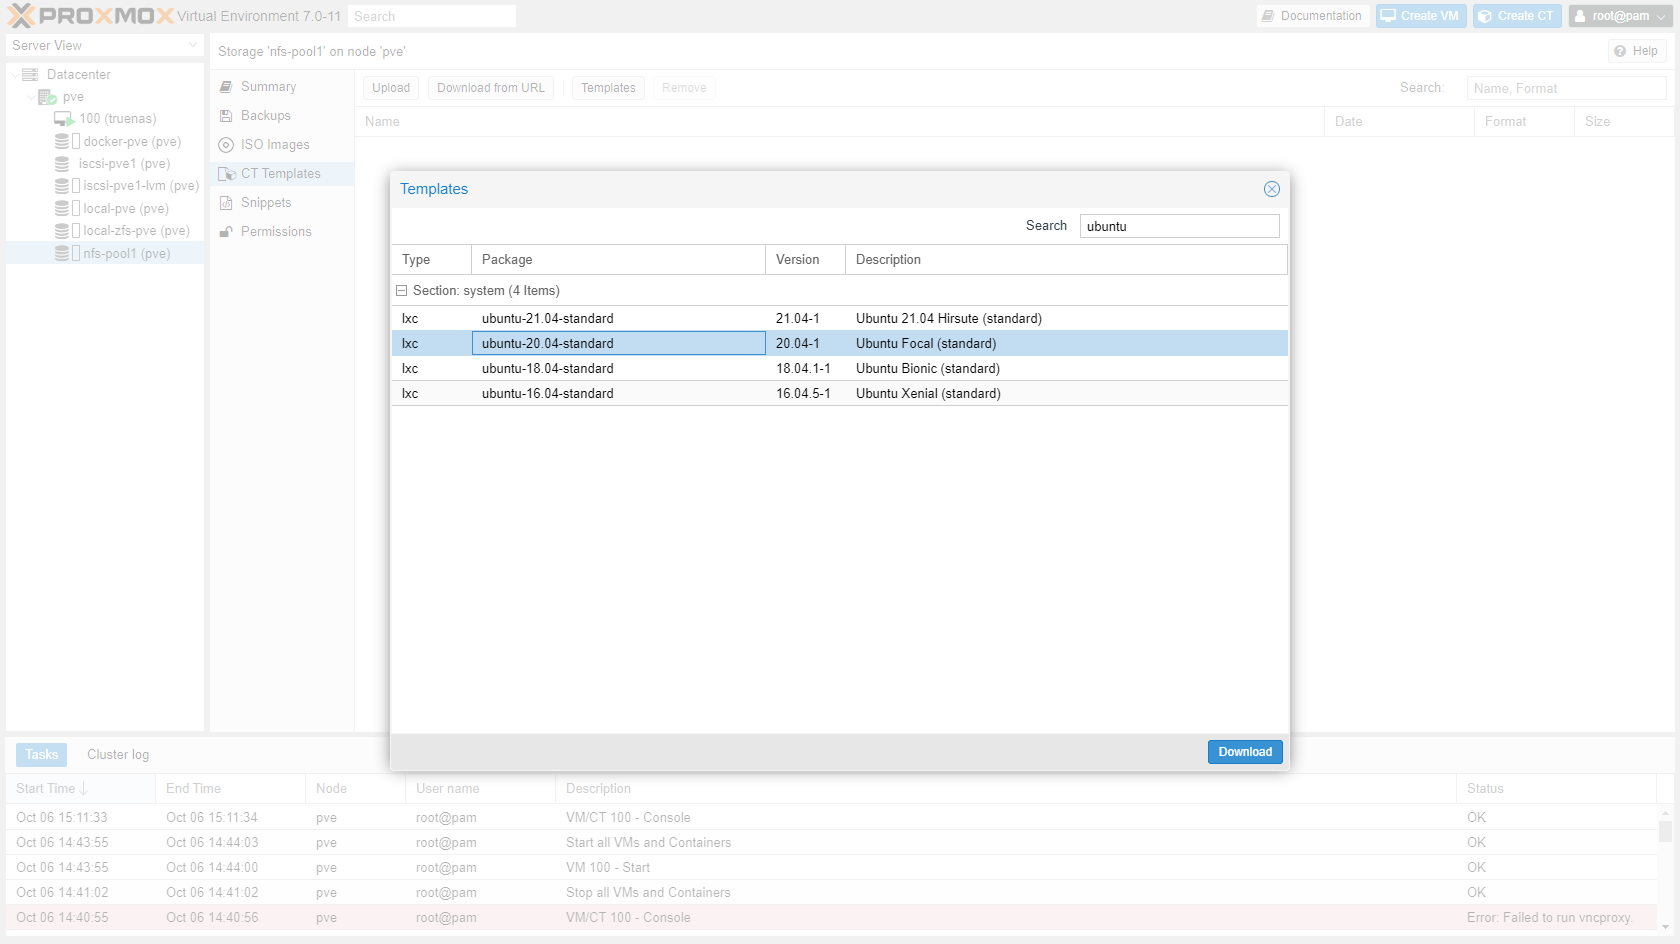 PROXMOX Virtual Environment 7.0-11 Search Documentation Create VM Create CT root@pam
Server View
Storage 'nfs-pool1' on node 'pve' Help
Datacenter
pve
100 (truenas)
docker-pve (pve)
iscsi-pve1 (pve)
iscsi-pve1-lvm (pve)
local-pve (pve)
local-zfs-pve (pve)
nfs-pool1 (pve)
Summary
Backups
ISO Images
CT Templates
Snippets
Permissions
Upload Download from URL Templates Remove Search: Name, Format
Name Date Format Size
Templates
Search ubuntu
Type Package Version Description
Section: system (4 Items)
lxc ubuntu-21.04-standard 21.04-1 Ubuntu 21.04 Hirsute (standard)
lxc ubuntu-20.04-standard 20.04-1 Ubuntu Focal (standard)
lxc ubuntu-18.04-standard 18.04.1-1 Ubuntu Bionic (standard)
lxc ubuntu-16.04-standard 16.04.5-1 Ubuntu Xenial (standard)
Download
Tasks Cluster log
Start Time End Time Node User name Description Status
Oct 06 15:11:33 Oct 06 15:11:34 pve root@pam VM/CT 100 - Console OK
Oct 06 14:43:55 Oct 06 14:44:03 pve root@pam Start all VMs and Containers OK
Oct 06 14:43:55 Oct 06 14:44:00 pve root@pam VM 100 - Start OK
Oct 06 14:41:02 Oct 06 14:41:02 pve root@pam Stop all VMs and Containers OK
Oct 06 14:40:55 Oct 06 14:40:56 pve root@pam VM/CT 100 - Console Error: Failed to run vncproxy.